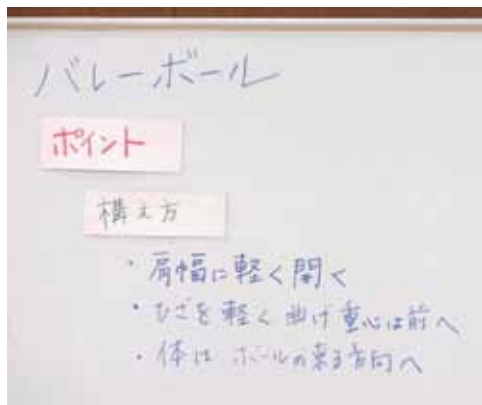 バレーボール
ポイント
構え方
・肩幅に軽く開く
・ひざを軽く曲げ重心は前へ
・体はボールの来る方向へ